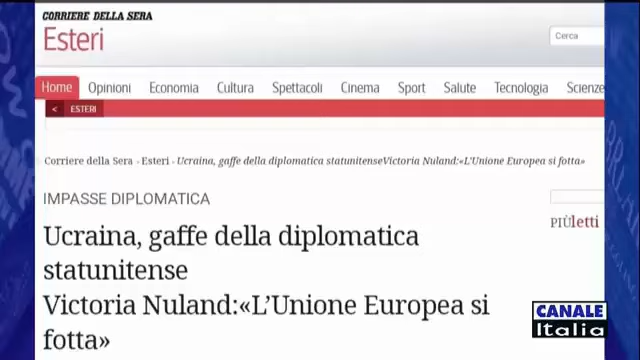 CORRIERE DELLA SERA
Esteri
Cerca
Home Opinioni Economia Cultura Spettacoli Cinema Sport Salute Tecnologia Scienze
< ESTERI
Corriere della Sera - Esteri - Ucraina, gaffe della diplomatica statunitenseVictoria Nuland:«L'Unione Europea si fotta»
IMPASSE DIPLOMATICA
PIÙletti
Ucraina, gaffe della diplomatica
statunitense
Victoria Nuland:«L'Unione Europea si
fotta»
CANALE
Italia